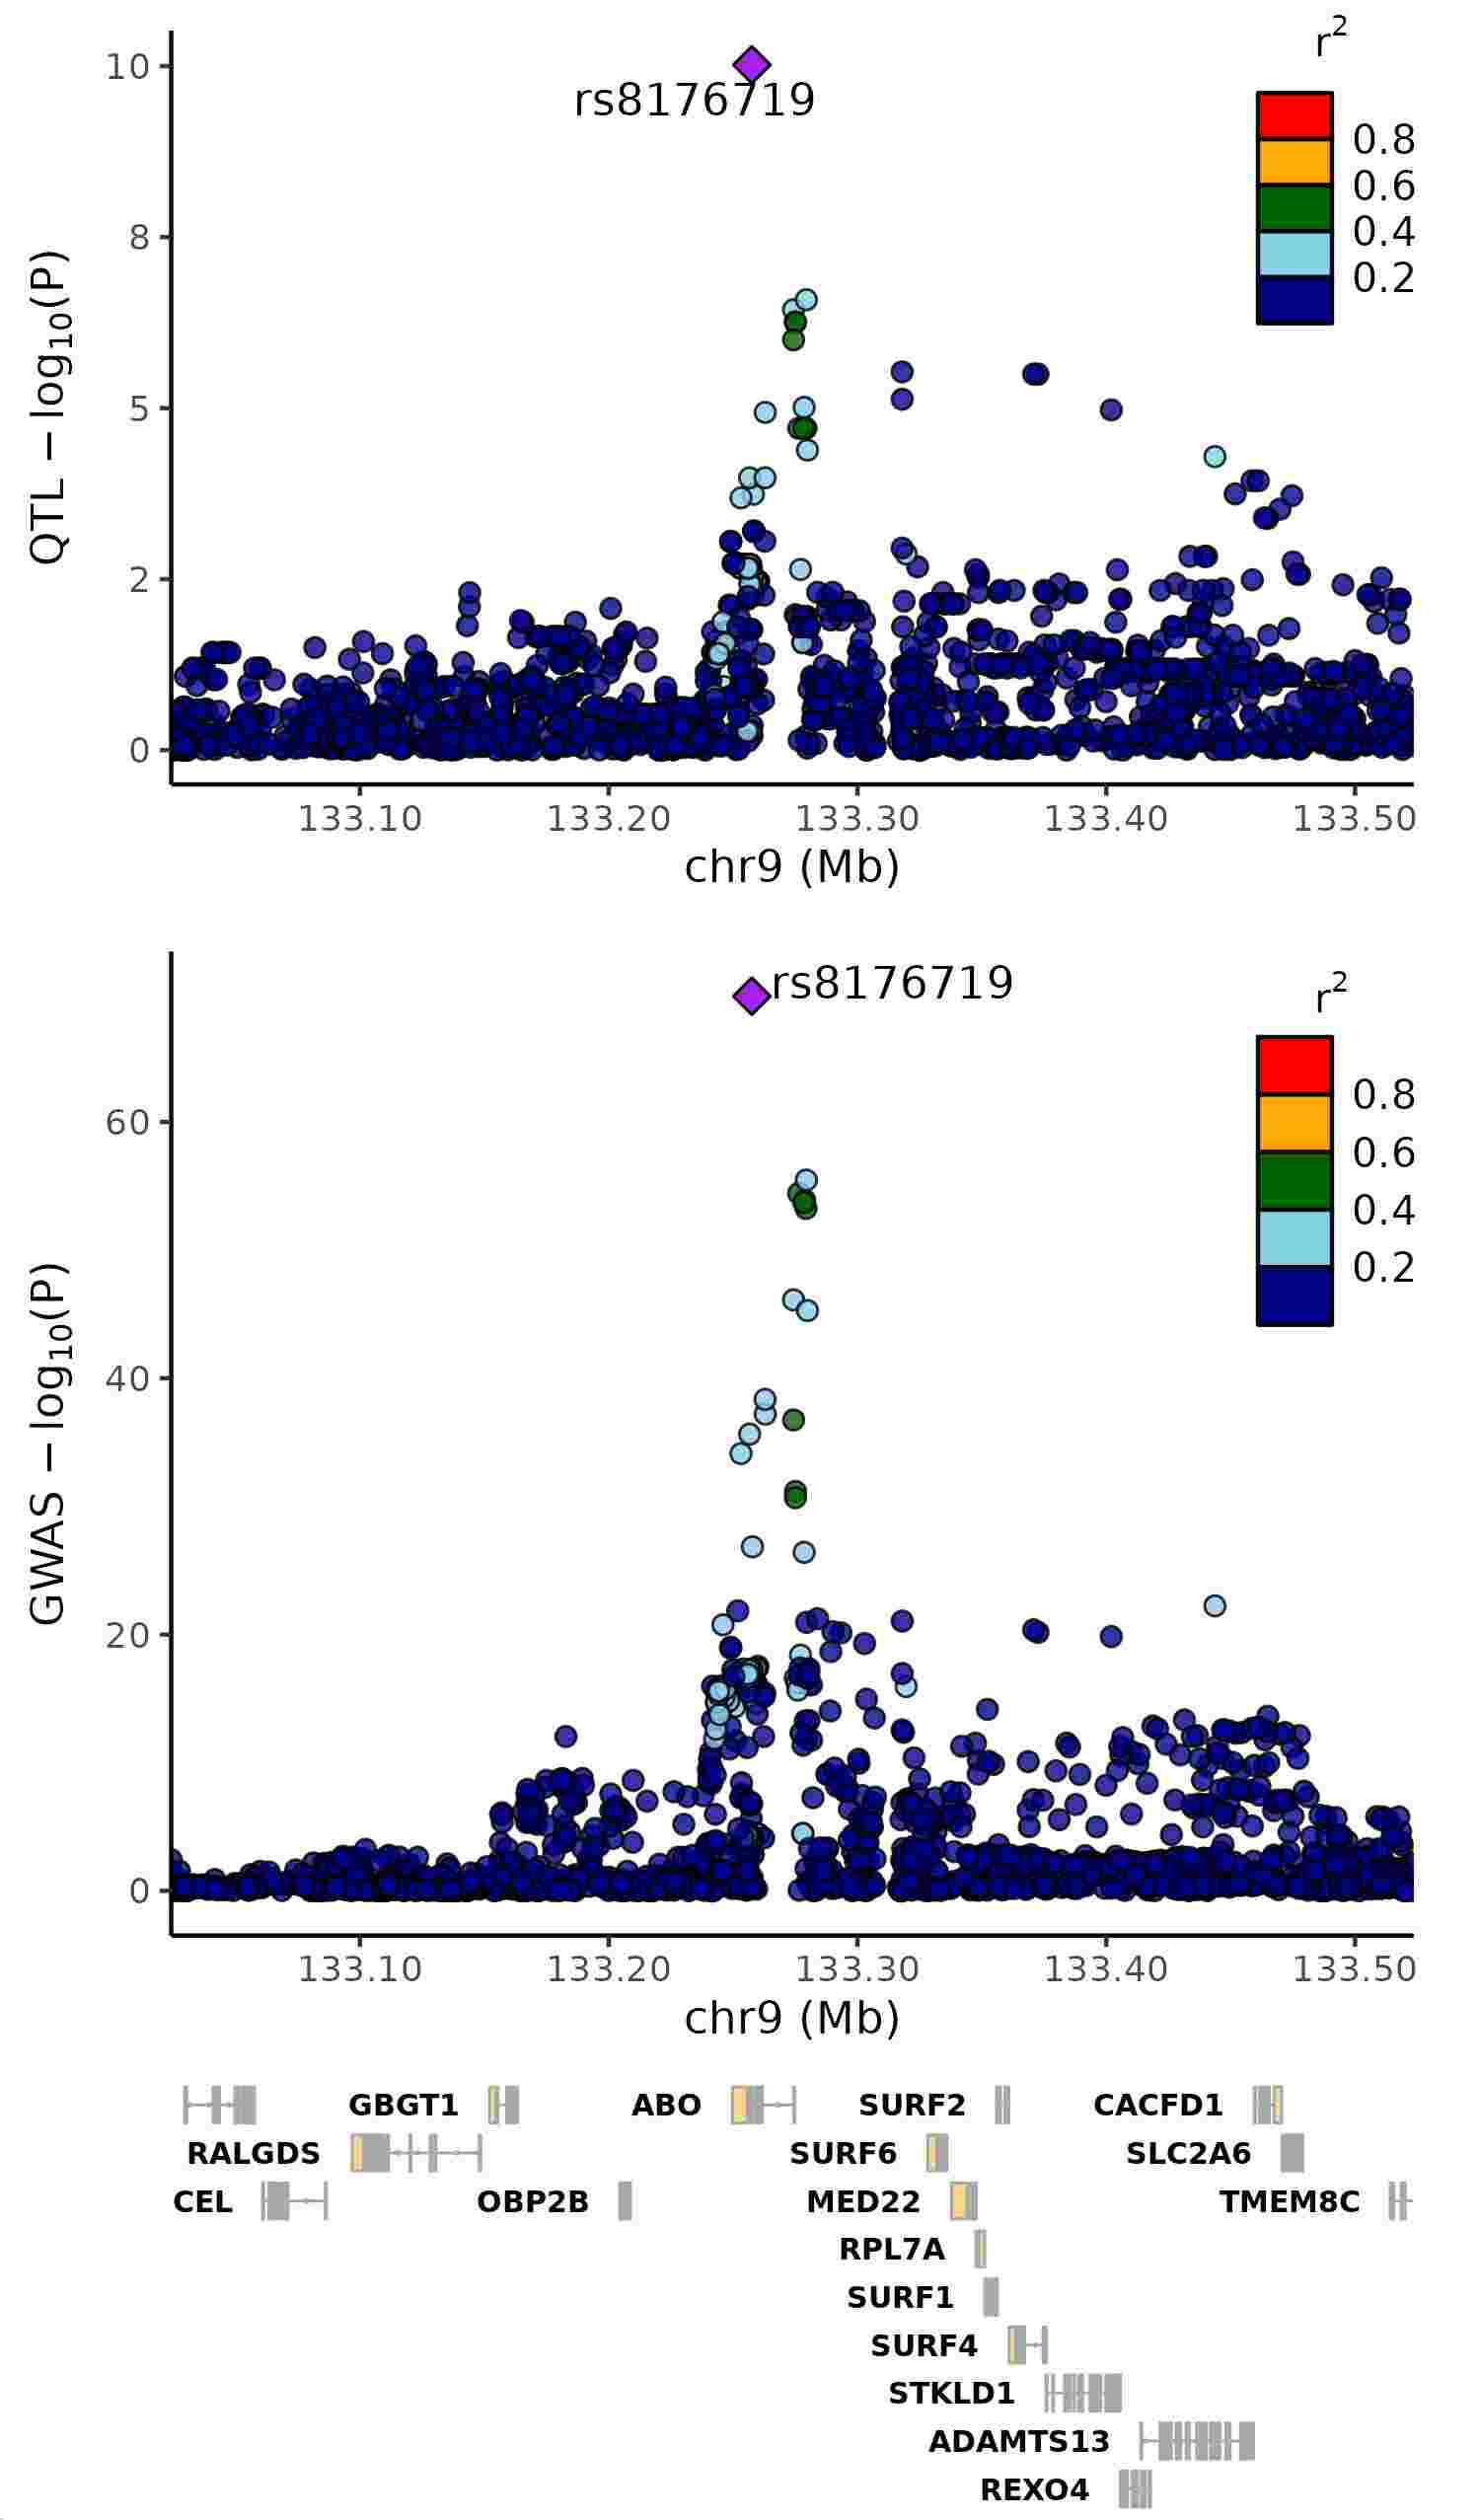 r²
10
rs8176719
0.8
0.6
0.4
0.2
8
5
2
0
QTL − log₁₀(P)
133.10 133.20 133.30 133.40 133.50
chr9 (Mb)
rs8176719
r²
0.8
0.6
0.4
0.2
60
40
20
0
GWAS − log₁₀(P)
133.10 133.20 133.30 133.40 133.50
chr9 (Mb)
GBGT1 ABO SURF2 CACFD1
RALGDS SURF6 SLC2A6
CEL OBP2B MED22 TMEM8C
RPL7A
SURF1
SURF4
STKLD1
ADAMTS13
REXO4